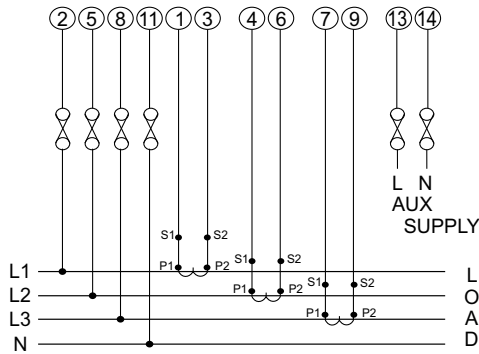 2 5 8 11 1 3 4 6 7 9 13 14
L N
AUX
SUPPLY
S1 S2
S1 S2
P1 P2
L1 L
S1 S2
P1 P2
L2 O
P1 P2
L3 A
N D